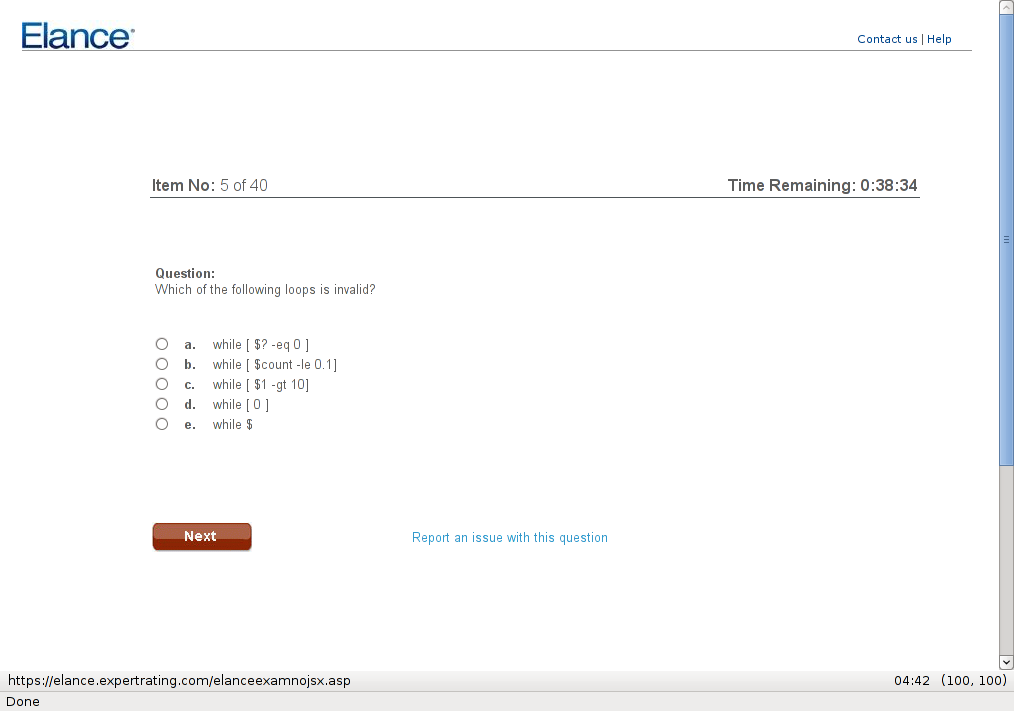 Elance
Contact us | Help
Item No: 5 of 40
Time Remaining: 0:38:34
Question:
Which of the following loops is invalid?
a. while [ $? -eq 0 ]
b. while [ $count -le 0.1]
c. while [ $1 -gt 10]
d. while [ 0 ]
e. while $
Next
Report an issue with this question
https://elance.expertrating.com/elanceexamnojsx.asp
04:42 (100, 100)
Done